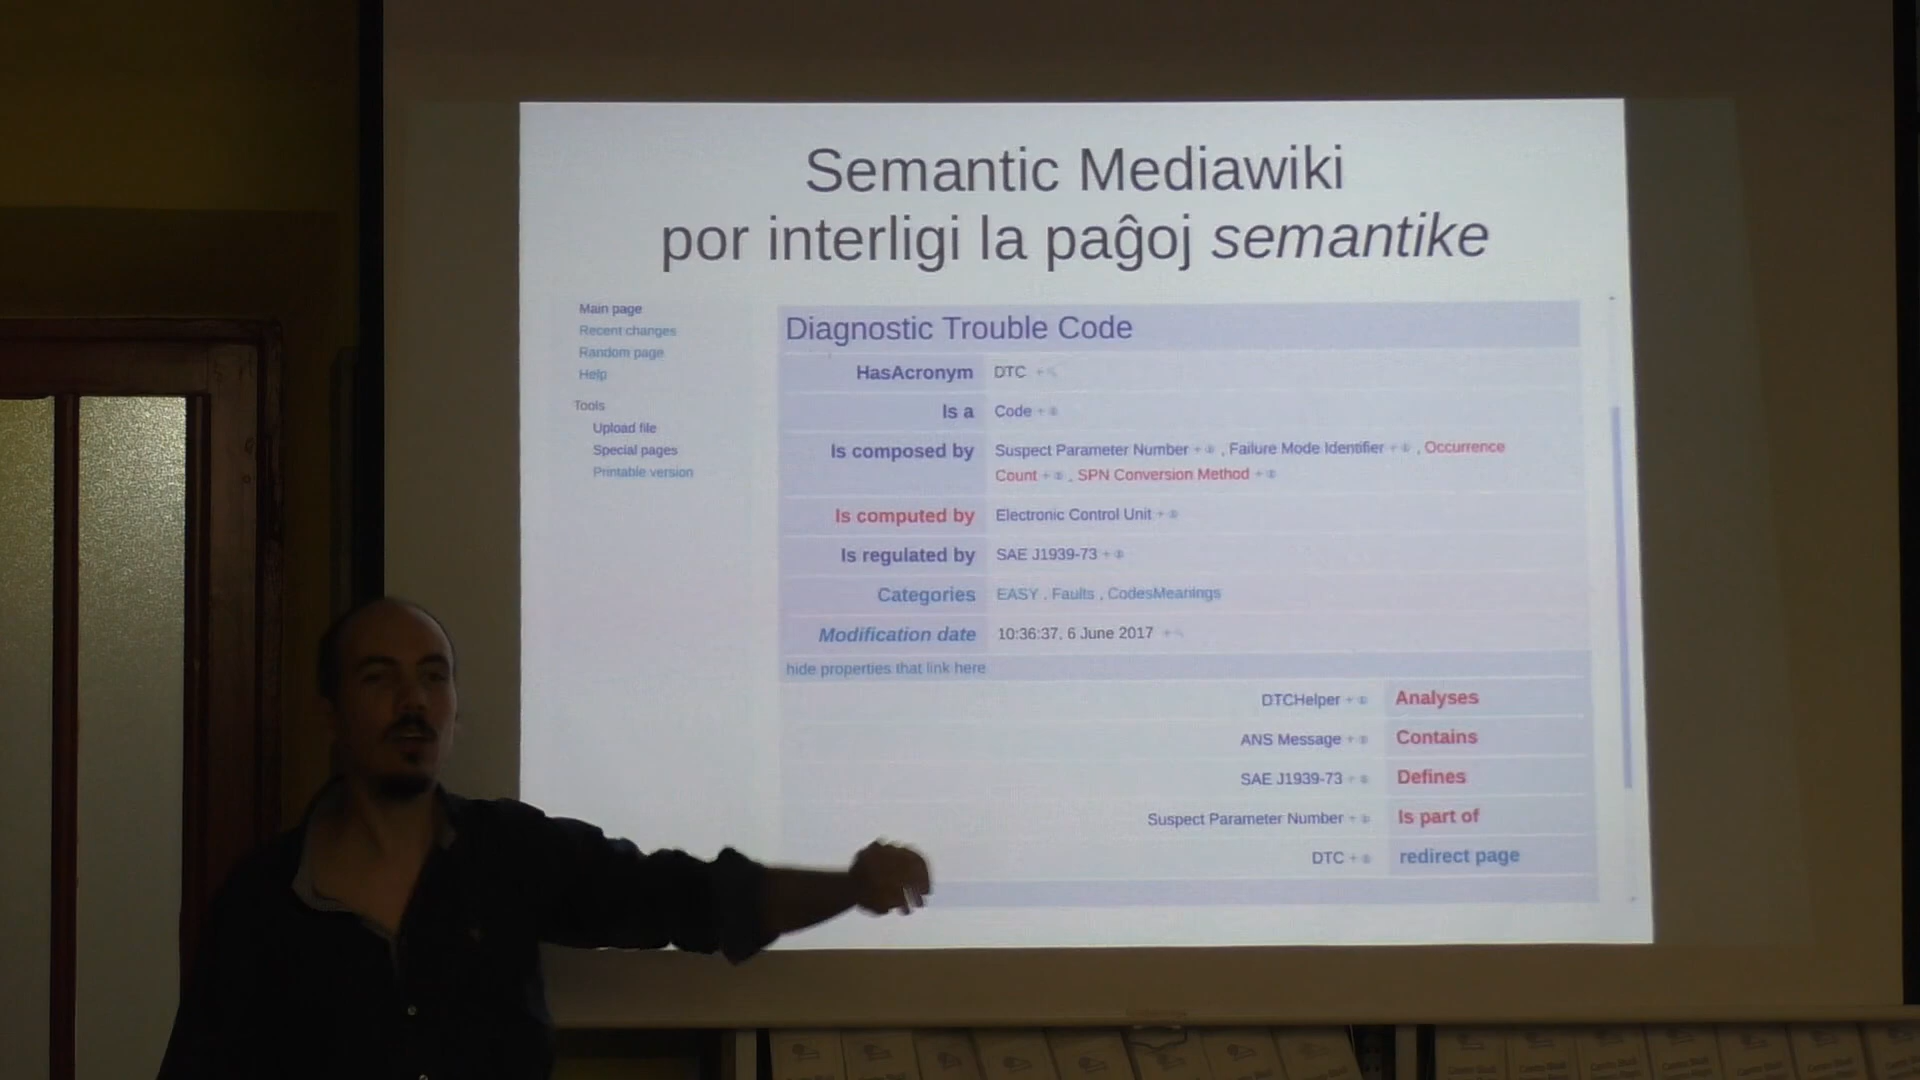 Semantic Mediawiki
por interligi la paĝoj semantike
Main page
Recent changes
Random page
Help
Tools
Upload file
Special pages
Printable version
Diagnostic Trouble Code
HasAcronym DTC +
Is a Code +
Is composed by Suspect Parameter Number + , Failure Mode Identifier + , Occurrence
Count + , SPN Conversion Method +
Is computed by Electronic Control Unit +
Is regulated by SAE J1939-73 +
Categories EASY , Faults , CodesMeanings
Modification date 10:36:37, 6 June 2017 +
hide properties that link here
DTCHelper + Analyses
ANS Message + Contains
SAE J1939-73 + Defines
Suspect Parameter Number + Is part of
DTC + redirect page